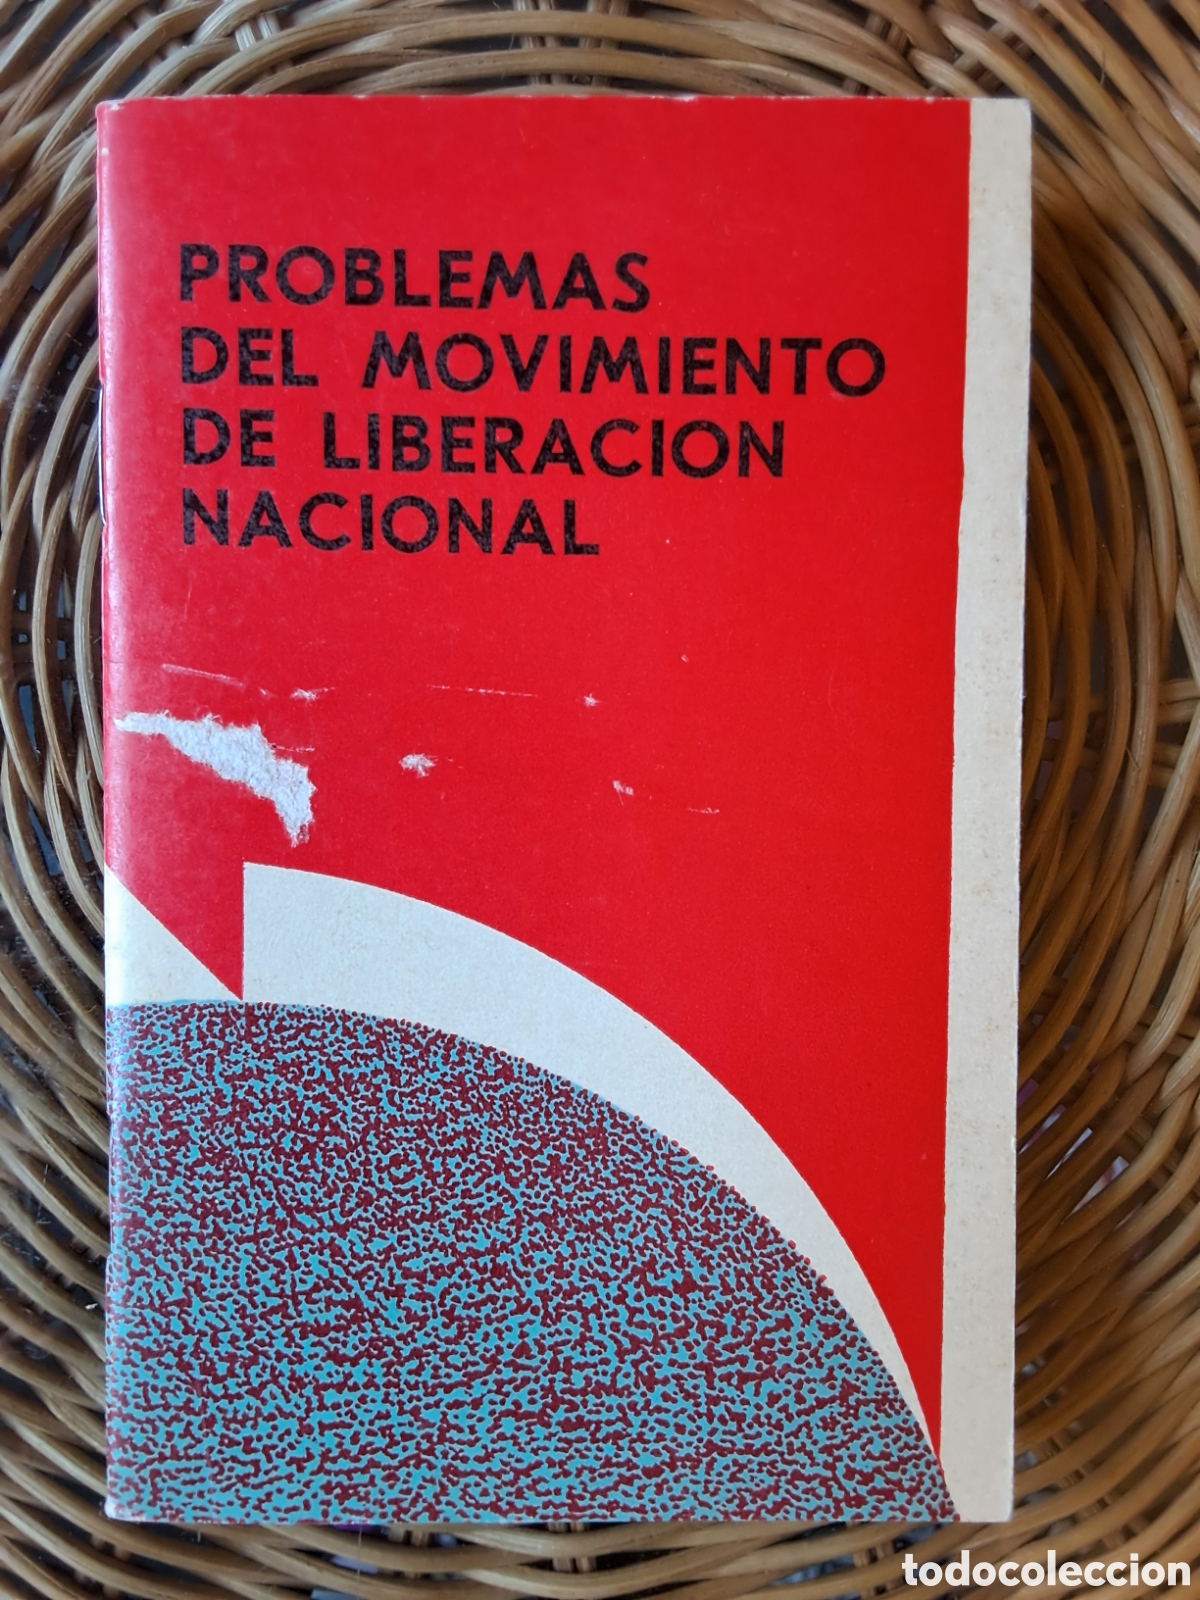 PROBLEMAS
DEL MOVIMIENTO
DE LIBERACION
NACIONAL
todocoleccion